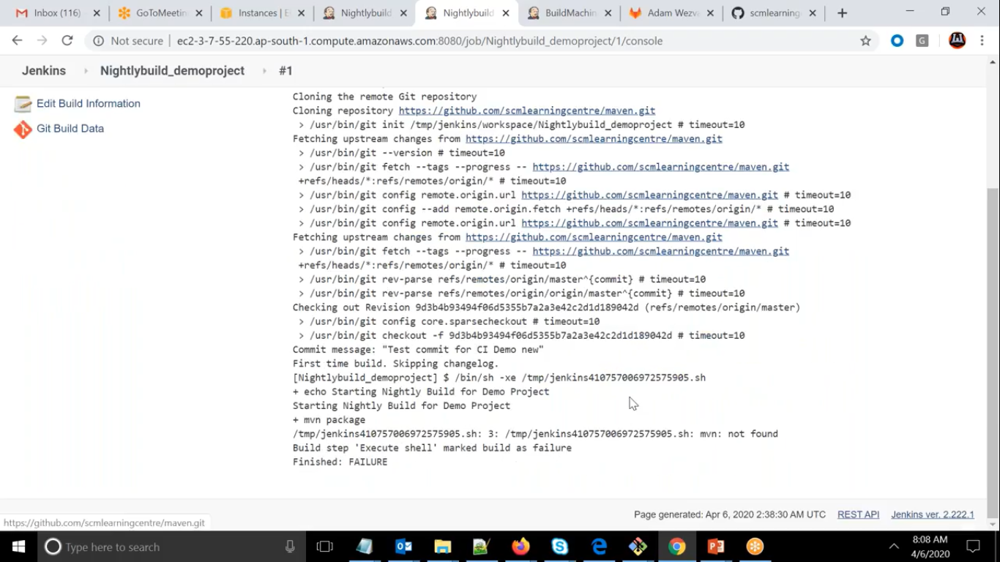 Inbox (116)
GoToMeetin
Instances | E
Nightlybuild
Nightlybuild
BuildMachin
Adam Wezva
scmlearning
Not secure | ec2-3-7-55-220.ap-south-1.compute.amazonaws.com:8080/job/Nightlybuild_demoproject/1/console
G
Jenkins Nightlybuild_demoproject #1
Edit Build Information
Git Build Data
Cloning the remote Git repository
Cloning repository https://github.com/scmlearningcentre/maven.git
> /usr/bin/git init /tmp/jenkins/workspace/Nightlybuild_demoproject # timeout=10
Fetching upstream changes from https://github.com/scmlearningcentre/maven.git
> /usr/bin/git --version # timeout=10
> /usr/bin/git fetch --tags --progress -- https://github.com/scmlearningcentre/maven.git
+refs/heads/*:refs/remotes/origin/* # timeout=10
> /usr/bin/git config remote.origin.url https://github.com/scmlearningcentre/maven.git # timeout=10
> /usr/bin/git config --add remote.origin.fetch +refs/heads/*:refs/remotes/origin/* # timeout=10
> /usr/bin/git config remote.origin.url https://github.com/scmlearningcentre/maven.git # timeout=10
Fetching upstream changes from https://github.com/scmlearningcentre/maven.git
> /usr/bin/git fetch --tags --progress -- https://github.com/scmlearningcentre/maven.git
+refs/heads/*:refs/remotes/origin/* # timeout=10
> /usr/bin/git rev-parse refs/remotes/origin/master^{commit} # timeout=10
> /usr/bin/git rev-parse refs/remotes/origin/origin/master^{commit} # timeout=10
Checking out Revision 9d3b4b93494f06d5355b7a2a3e42c2d1d189042d (refs/remotes/origin/master)
> /usr/bin/git config core.sparsecheckout # timeout=10
> /usr/bin/git checkout -f 9d3b4b93494f06d5355b7a2a3e42c2d1d189042d # timeout=10
Commit message: "Test commit for CI Demo new"
First time build. Skipping changelog.
[Nightlybuild_demoproject] $ /bin/sh -xe /tmp/jenkins410757006972575905.sh
+ echo Starting Nightly Build for Demo Project
Starting Nightly Build for Demo Project
+ mvn package
/tmp/jenkins410757006972575905.sh: 3: /tmp/jenkins410757006972575905.sh: mvn: not found
Build step 'Execute shell' marked build as failure
Finished: FAILURE
Page generated: Apr 6, 2020 2:38:30 AM UTC REST API Jenkins ver. 2.222.1
https://github.com/scmlearningcentre/maven.git
Type here to search
8:08 AM
4/6/2020